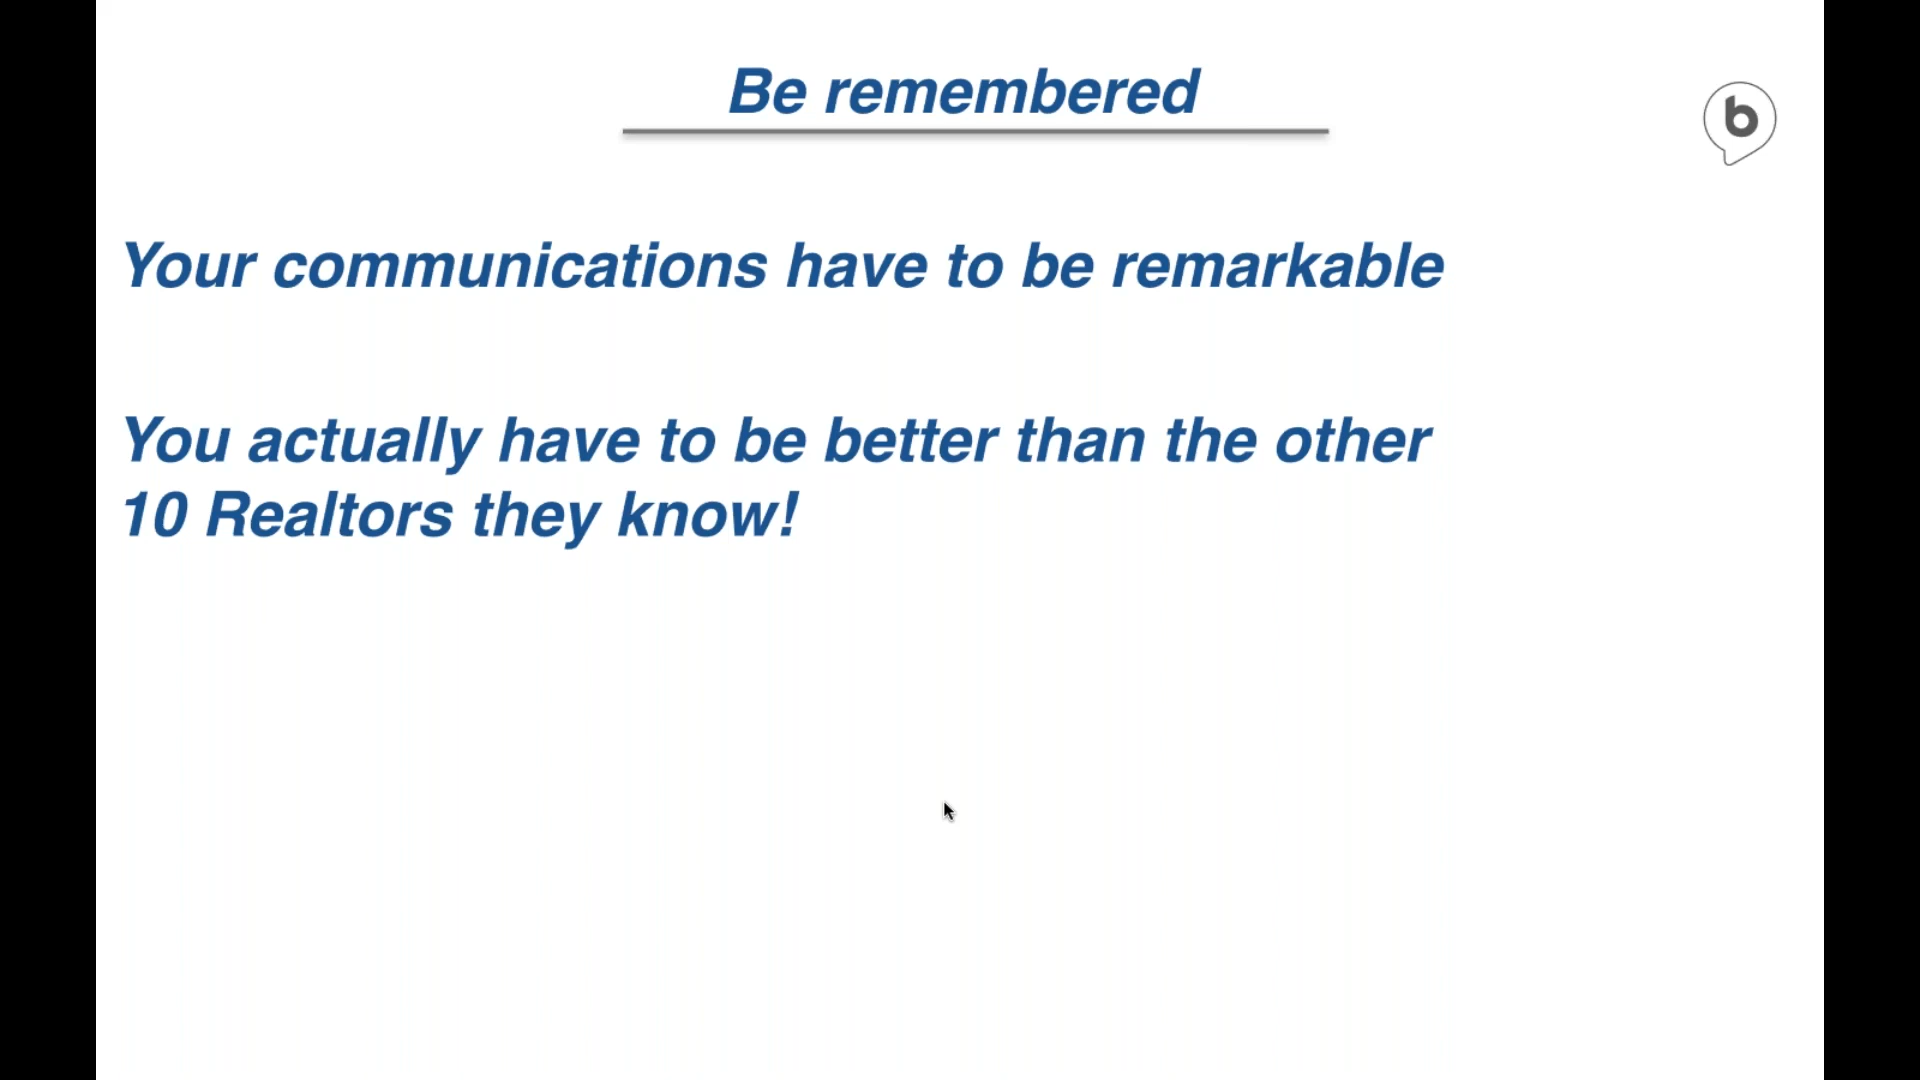 Be remembered
b
Your communications have to be remarkable
You actually have to be better than the other
10 Realtors they know!